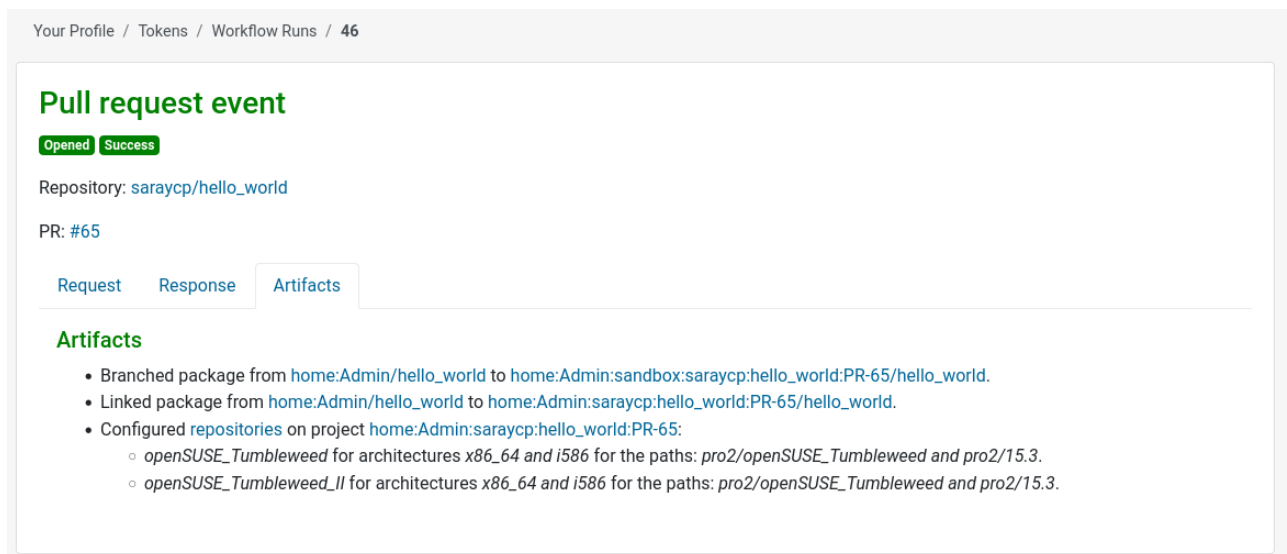 Your Profile / Tokens / Workflow Runs / 46
Pull request event
Opened Success
Repository: saraycp/hello_world
PR: #65
Request Response Artifacts
Artifacts
• Branched package from home:Admin/hello_world to home:Admin:sandbox:saraycp:hello_world:PR-65/hello_world.
• Linked package from home:Admin/hello_world to home:Admin:saraycp:hello_world:PR-65/hello_world.
• Configured repositories on project home:Admin:saraycp:hello_world:PR-65:
◦ openSUSE_Tumbleweed for architectures x86_64 and i586 for the paths: pro2/openSUSE_Tumbleweed and pro2/15.3.
◦ openSUSE_Tumbleweed_II for architectures x86_64 and i586 for the paths: pro2/openSUSE_Tumbleweed and pro2/15.3.